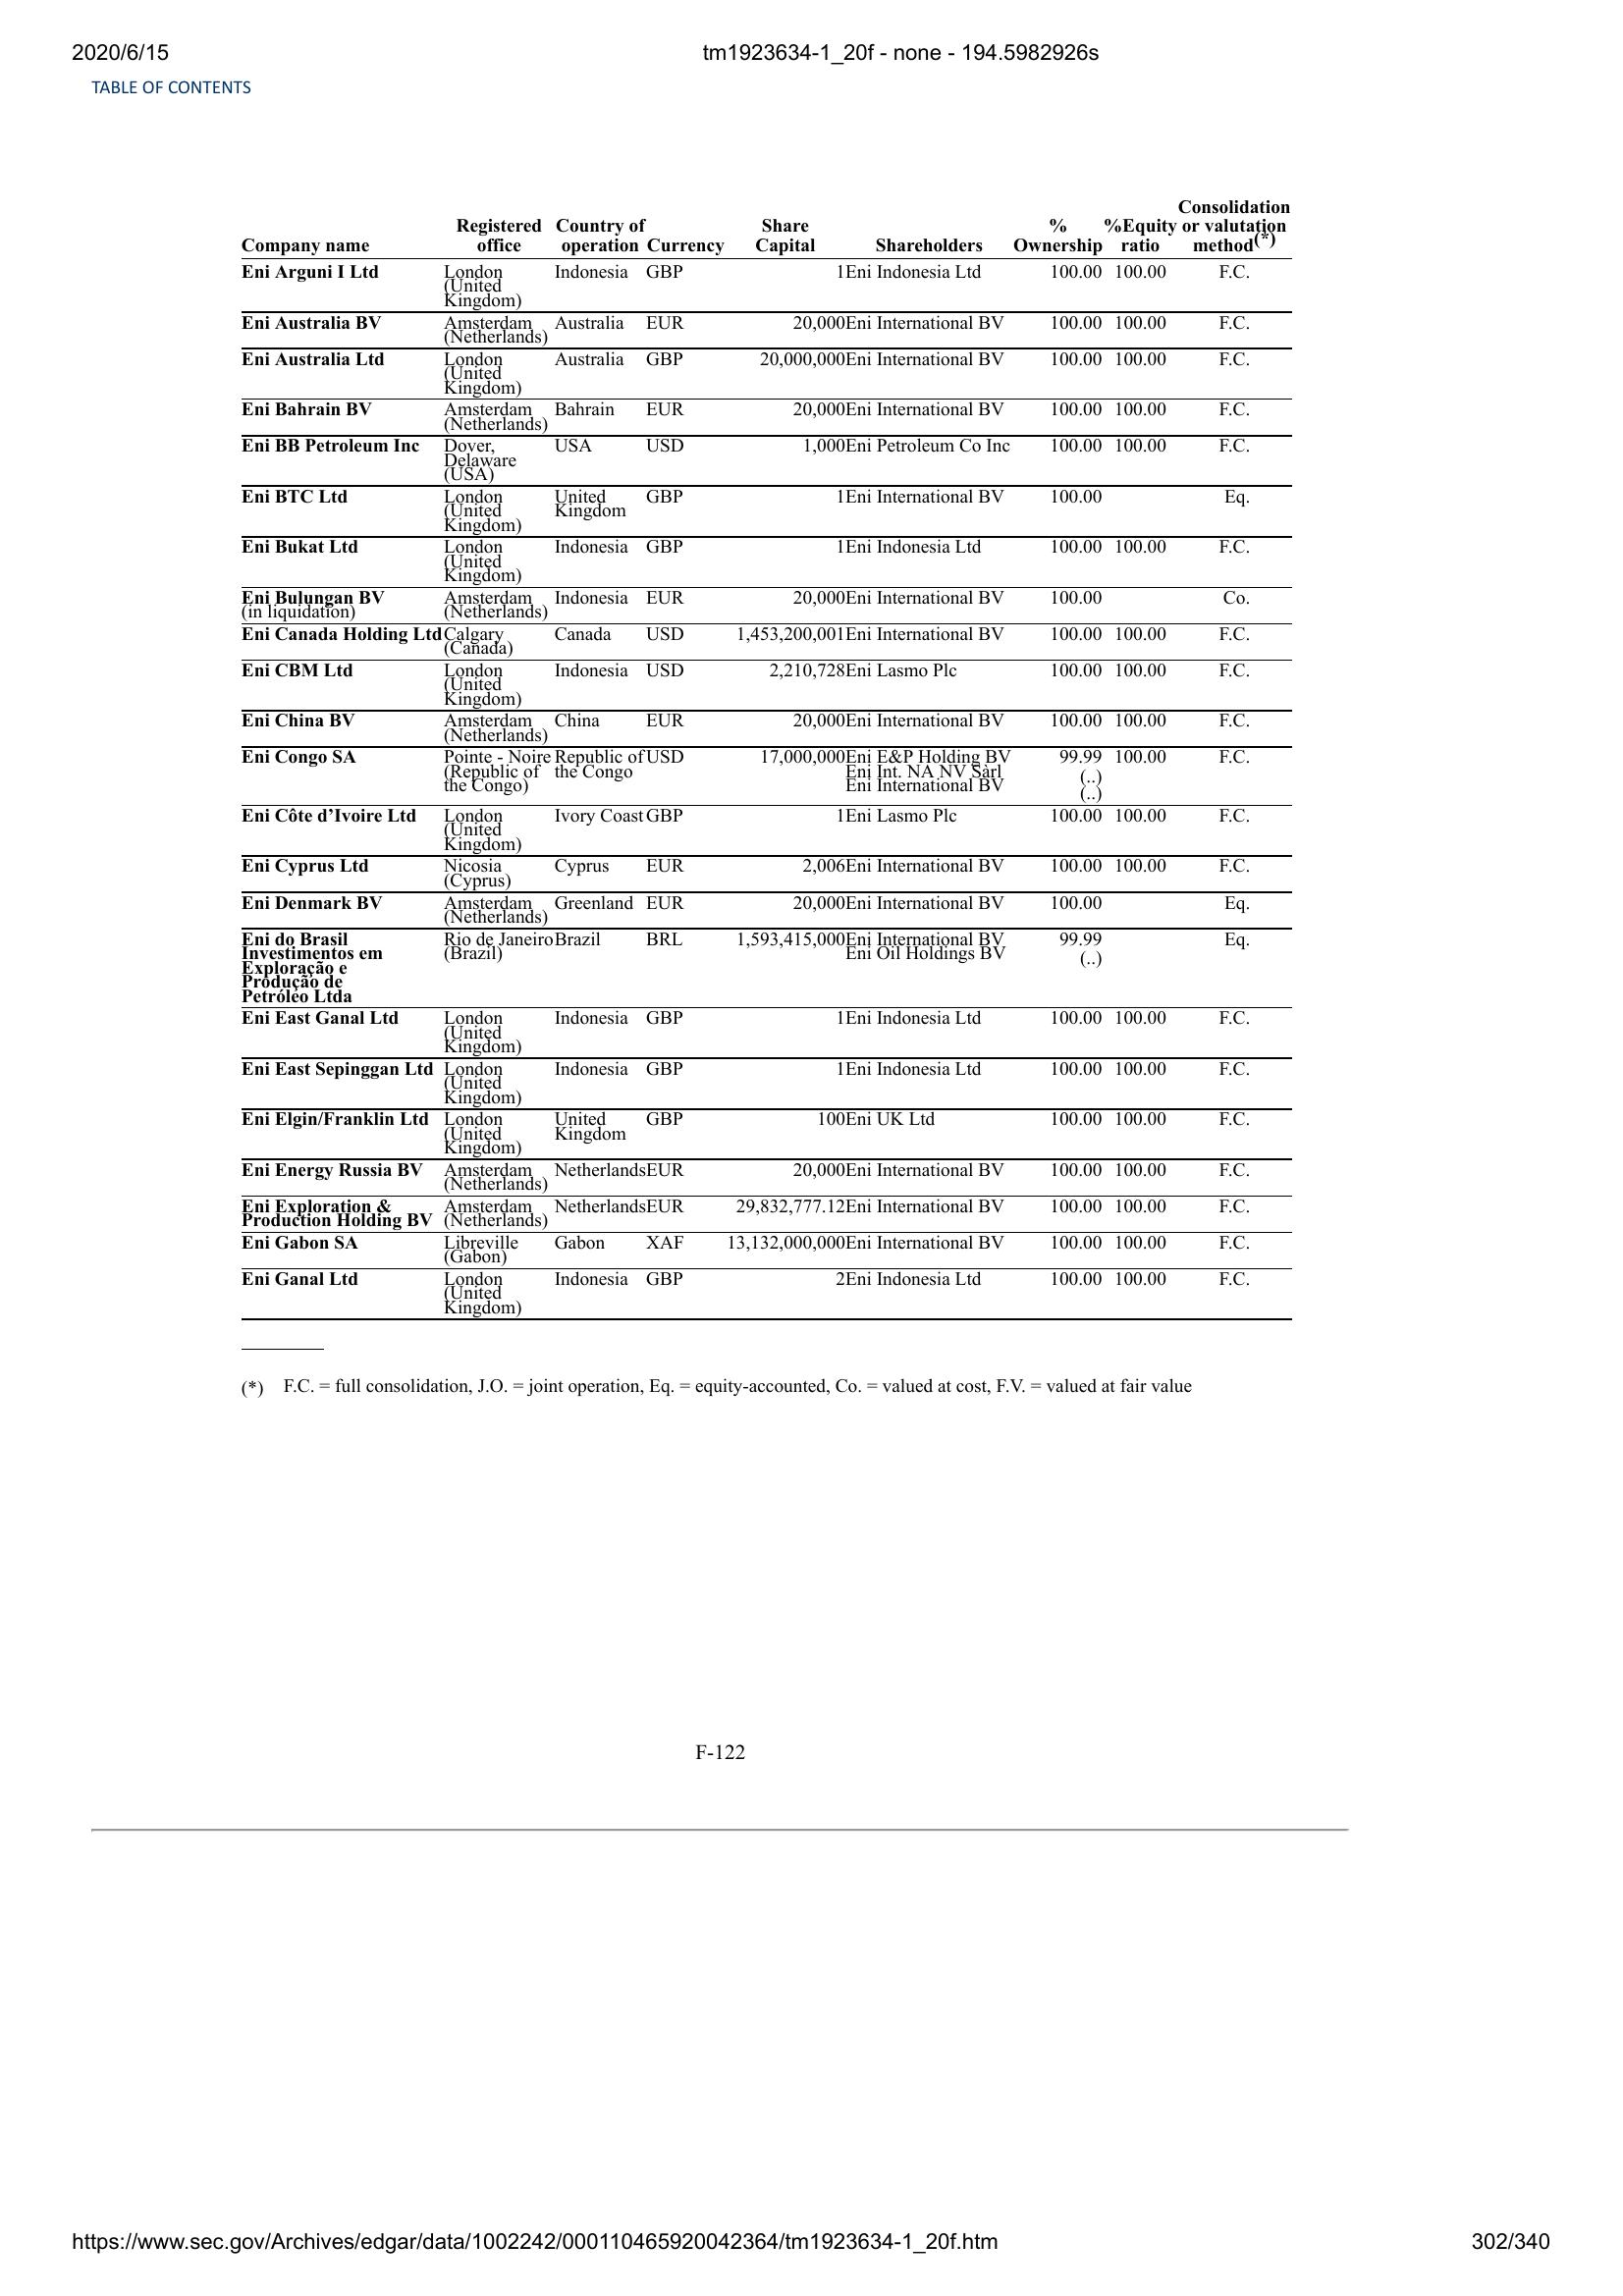 2020/6/15 tm1923634-1_20f - none - 194.5982926s
TABLE OF CONTENTS
Company name Registered office Country of operation Currency Share Capital Shareholders % Ownership %Equity ratio Consolidation or valutation method(*)
Eni Arguni I Ltd London (United Kingdom) Indonesia GBP 1 Eni Indonesia Ltd 100.00 100.00 F.C.
Eni Australia BV Amsterdam (Netherlands) Australia EUR 20,000 Eni International BV 100.00 100.00 F.C.
Eni Australia Ltd London (United Kingdom) Australia GBP 20,000,000 Eni International BV 100.00 100.00 F.C.
Eni Bahrain BV Amsterdam (Netherlands) Bahrain EUR 20,000 Eni International BV 100.00 100.00 F.C.
Eni BB Petroleum Inc Dover, Delaware (USA) USA USD 1,000 Eni Petroleum Co Inc 100.00 100.00 F.C.
Eni BTC Ltd London (United Kingdom) United Kingdom GBP 1 Eni International BV 100.00 Eq.
Eni Bukat Ltd London (United Kingdom) Indonesia GBP 1 Eni Indonesia Ltd 100.00 100.00 F.C.
Eni Bulungan BV (in liquidation) Amsterdam (Netherlands) Indonesia EUR 20,000 Eni International BV 100.00 Co.
Eni Canada Holding Ltd Calgary (Canada) Canada USD 1,453,200,001 Eni International BV 100.00 100.00 F.C.
Eni CBM Ltd London (United Kingdom) Indonesia USD 2,210,728 Eni Lasmo Plc 100.00 100.00 F.C.
Eni China BV Amsterdam (Netherlands) China EUR 20,000 Eni International BV 100.00 100.00 F.C.
Eni Congo SA Pointe - Noire (Republic of the Congo) Republic of the Congo USD 17,000,000 Eni E&P Holding BV Eni Int. NA NV Sàrl Eni International BV 99.99 (..) (..) 100.00 F.C.
Eni Côte d’Ivoire Ltd London (United Kingdom) Ivory Coast GBP 1 Eni Lasmo Plc 100.00 100.00 F.C.
Eni Cyprus Ltd Nicosia (Cyprus) Cyprus EUR 2,006 Eni International BV 100.00 100.00 F.C.
Eni Denmark BV Amsterdam (Netherlands) Greenland EUR 20,000 Eni International BV 100.00 Eq.
Eni do Brasil Investimentos em Exploração e Produção de Petróleo Ltda Rio de Janeiro (Brazil) Brazil BRL 1,593,415,000 Eni International BV Eni Oil Holdings BV 99.99 (..) Eq.
Eni East Ganal Ltd London (United Kingdom) Indonesia GBP 1 Eni Indonesia Ltd 100.00 100.00 F.C.
Eni East Sepinggan Ltd London (United Kingdom) Indonesia GBP 1 Eni Indonesia Ltd 100.00 100.00 F.C.
Eni Elgin/Franklin Ltd London (United Kingdom) United Kingdom GBP 100 Eni UK Ltd 100.00 100.00 F.C.
Eni Energy Russia BV Amsterdam (Netherlands) Netherlands EUR 20,000 Eni International BV 100.00 100.00 F.C.
Eni Exploration & Production Holding BV Amsterdam (Netherlands) Netherlands EUR 29,832,777.12 Eni International BV 100.00 100.00 F.C.
Eni Gabon SA Libreville (Gabon) Gabon XAF 13,132,000,000 Eni International BV 100.00 100.00 F.C.
Eni Ganal Ltd London (United Kingdom) Indonesia GBP 2 Eni Indonesia Ltd 100.00 100.00 F.C.
(*) F.C. = full consolidation, J.O. = joint operation, Eq. = equity-accounted, Co. = valued at cost, F.V. = valued at fair value
F-122
https://www.sec.gov/Archives/edgar/data/1002242/000110465920042364/tm1923634-1_20f.htm 302/340